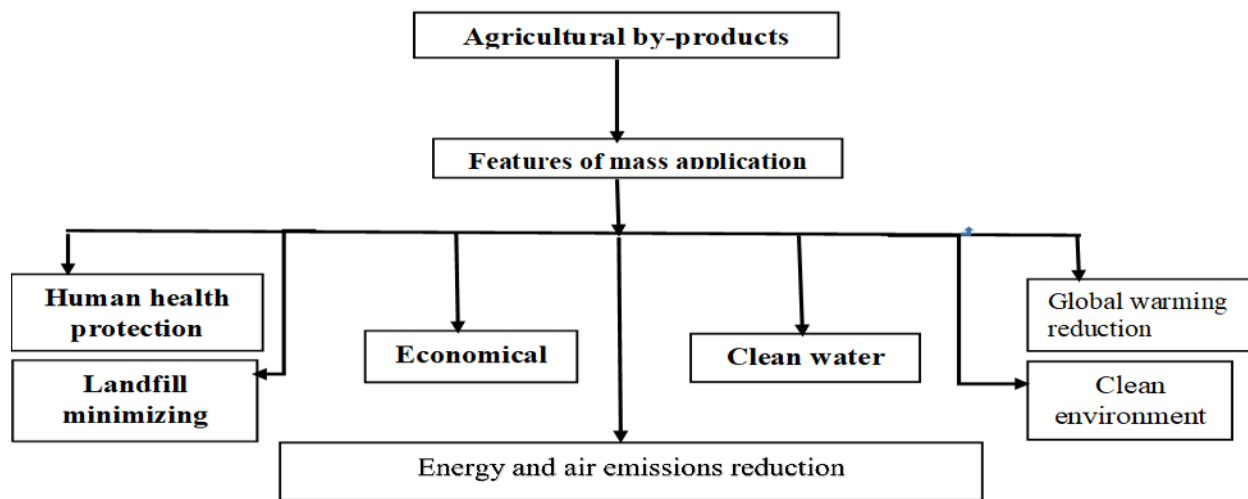 Agricultural by-products
Features of mass application
Human health
protection
Landfill
minimizing
Economical
Clean water
Global warming
reduction
Clean
environment
Energy and air emissions reduction